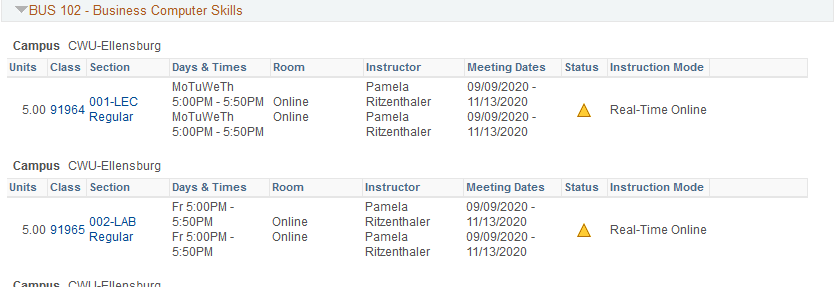 BUS 102 - Business Computer Skills
Campus CWU-Ellensburg
Units Class Section Days & Times Room Instructor Meeting Dates Status Instruction Mode
MoTuWeTh Pamela 09/09/2020 -
5.00 91964 001-LEC 5:00PM - 5:50PM Online Ritzenthaler 11/13/2020 Real-Time Online
Regular MoTuWeTh Online Pamela 09/09/2020 -
5:00PM - 5:50PM Ritzenthaler 11/13/2020
Campus CWU-Ellensburg
Units Class Section Days & Times Room Instructor Meeting Dates Status Instruction Mode
Fr 5:00PM - Pamela 09/09/2020 -
5.00 91965 002-LAB 5:50PM Online Ritzenthaler 11/13/2020 Real-Time Online
Regular Fr 5:00PM - Online Pamela 09/09/2020 -
5:50PM Ritzenthaler 11/13/2020
Campus CWU-Ellensburg